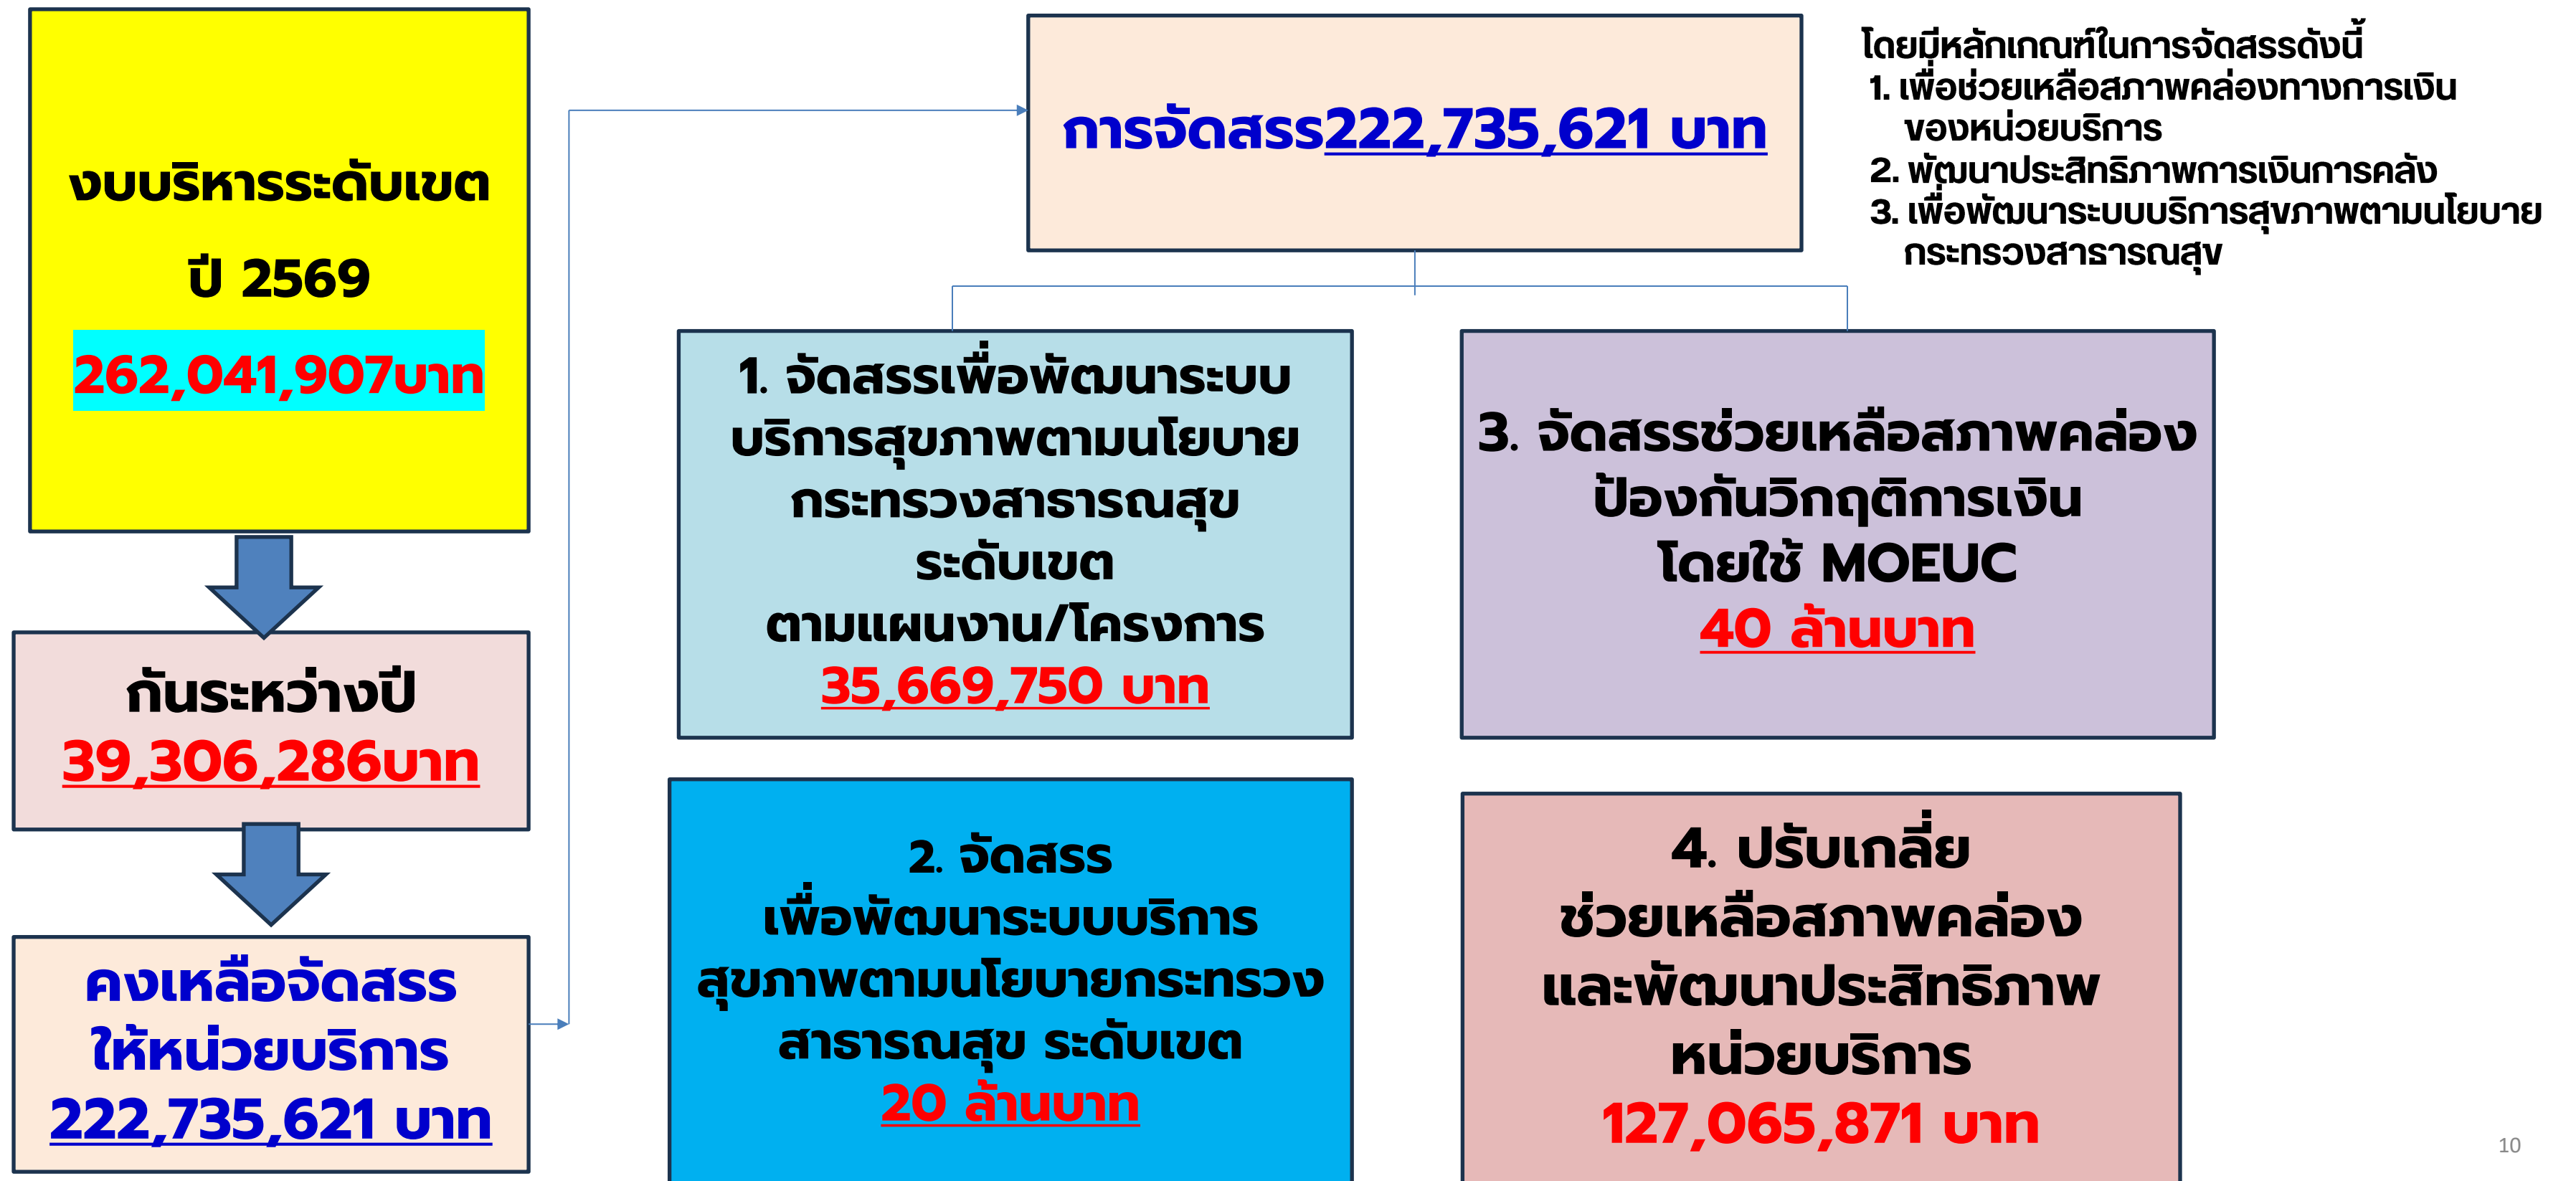 งบบริหารระดับเขต
ปี 2569
262,041,907บาท
กันระหว่างปี
39,306,286บาท
คงเหลือจัดสรร
ให้หน่วยบริการ
222,735,621 บาท
การจัดสรร222,735,621 บาท
โดยมีหลักเกณฑ์ในการจัดสรรดังนี้
1. เพื่อช่วยเหลือสภาพคล่องทางการเงิน
ของหน่วยบริการ
2. พัฒนาประสิทธิภาพการเงินการคลัง
3. เพื่อพัฒนาระบบบริการสุขภาพตามนโยบาย
กระทรวงสาธารณสุข
1. จัดสรรเพื่อพัฒนาระบบ
บริการสุขภาพตามนโยบาย
กระทรวงสาธารณสุข
ระดับเขต
ตามแผนงาน/โครงการ
35,669,750 บาท
3. จัดสรรช่วยเหลือสภาพคล่อง
ป้องกันวิกฤติการเงิน
โดยใช้ MOEUC
40 ล้านบาท
2. จัดสรร
เพื่อพัฒนาระบบบริการ
สุขภาพตามนโยบายกระทรวง
สาธารณสุข ระดับเขต
20 ล้านบาท
4. ปรับเกลี่ย
ช่วยเหลือสภาพคล่อง
และพัฒนาประสิทธิภาพ
หน่วยบริการ
127,065,871 บาท
10